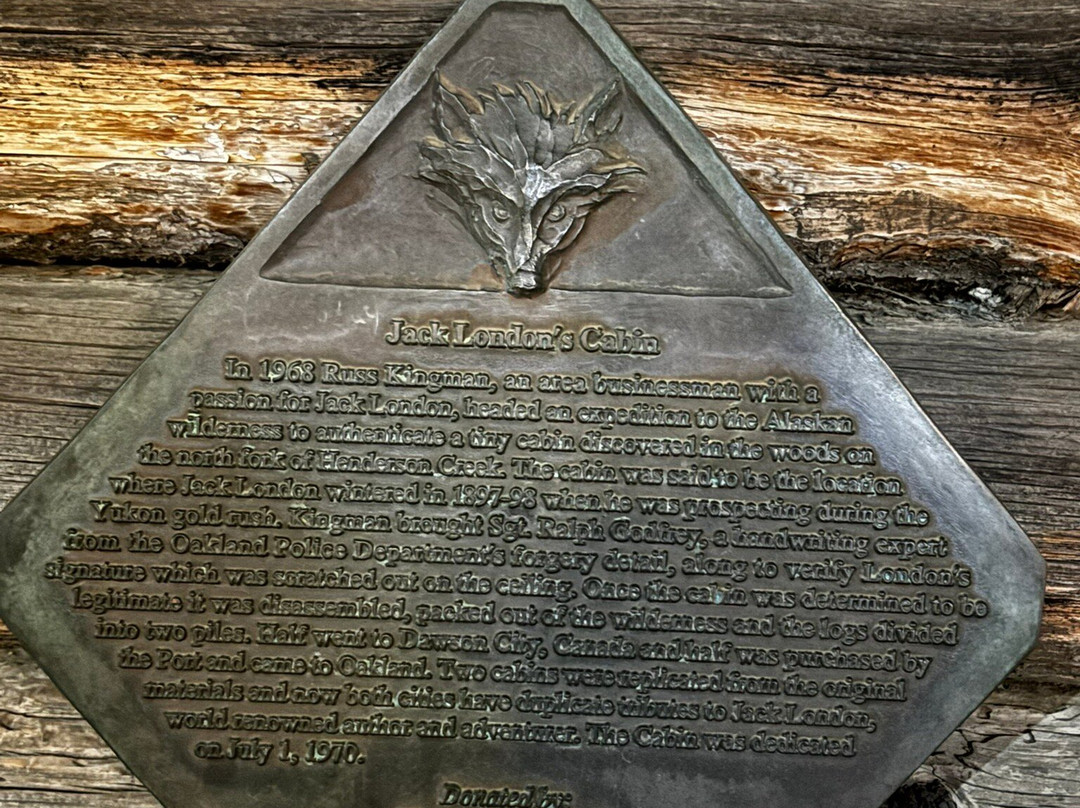 Jack London's Cabin
In 1968 Russ Kingman, an area businessman with a
passion for Jack London, headed an expedition to the Alaskan
wilderness to authenticate a tiny cabin discovered in the woods on
the north fork of Henderson Creek. The cabin was said to be the location
where Jack London wintered in 1897-98 when he was prospecting during the
Yukon gold rush. Kingman brought Sgt. Ralph Godfrey, a handwriting expert
from the Oakland Police Department's forgery detail, along to verify London's
signature which was scratched out on the ceiling. Once the cabin was determined to be
legitimate it was disassembled, packed out of the wilderness and the logs divided
into two piles. Half went to Dawson City, Canada and half was purchased by
the Port and came to Oakland. Two cabins were replicated from the original
materials and now both cities have duplicate tributes to Jack London,
world renowned author and adventurer. The Cabin was dedicated
on July 1, 1970.
Donated by: